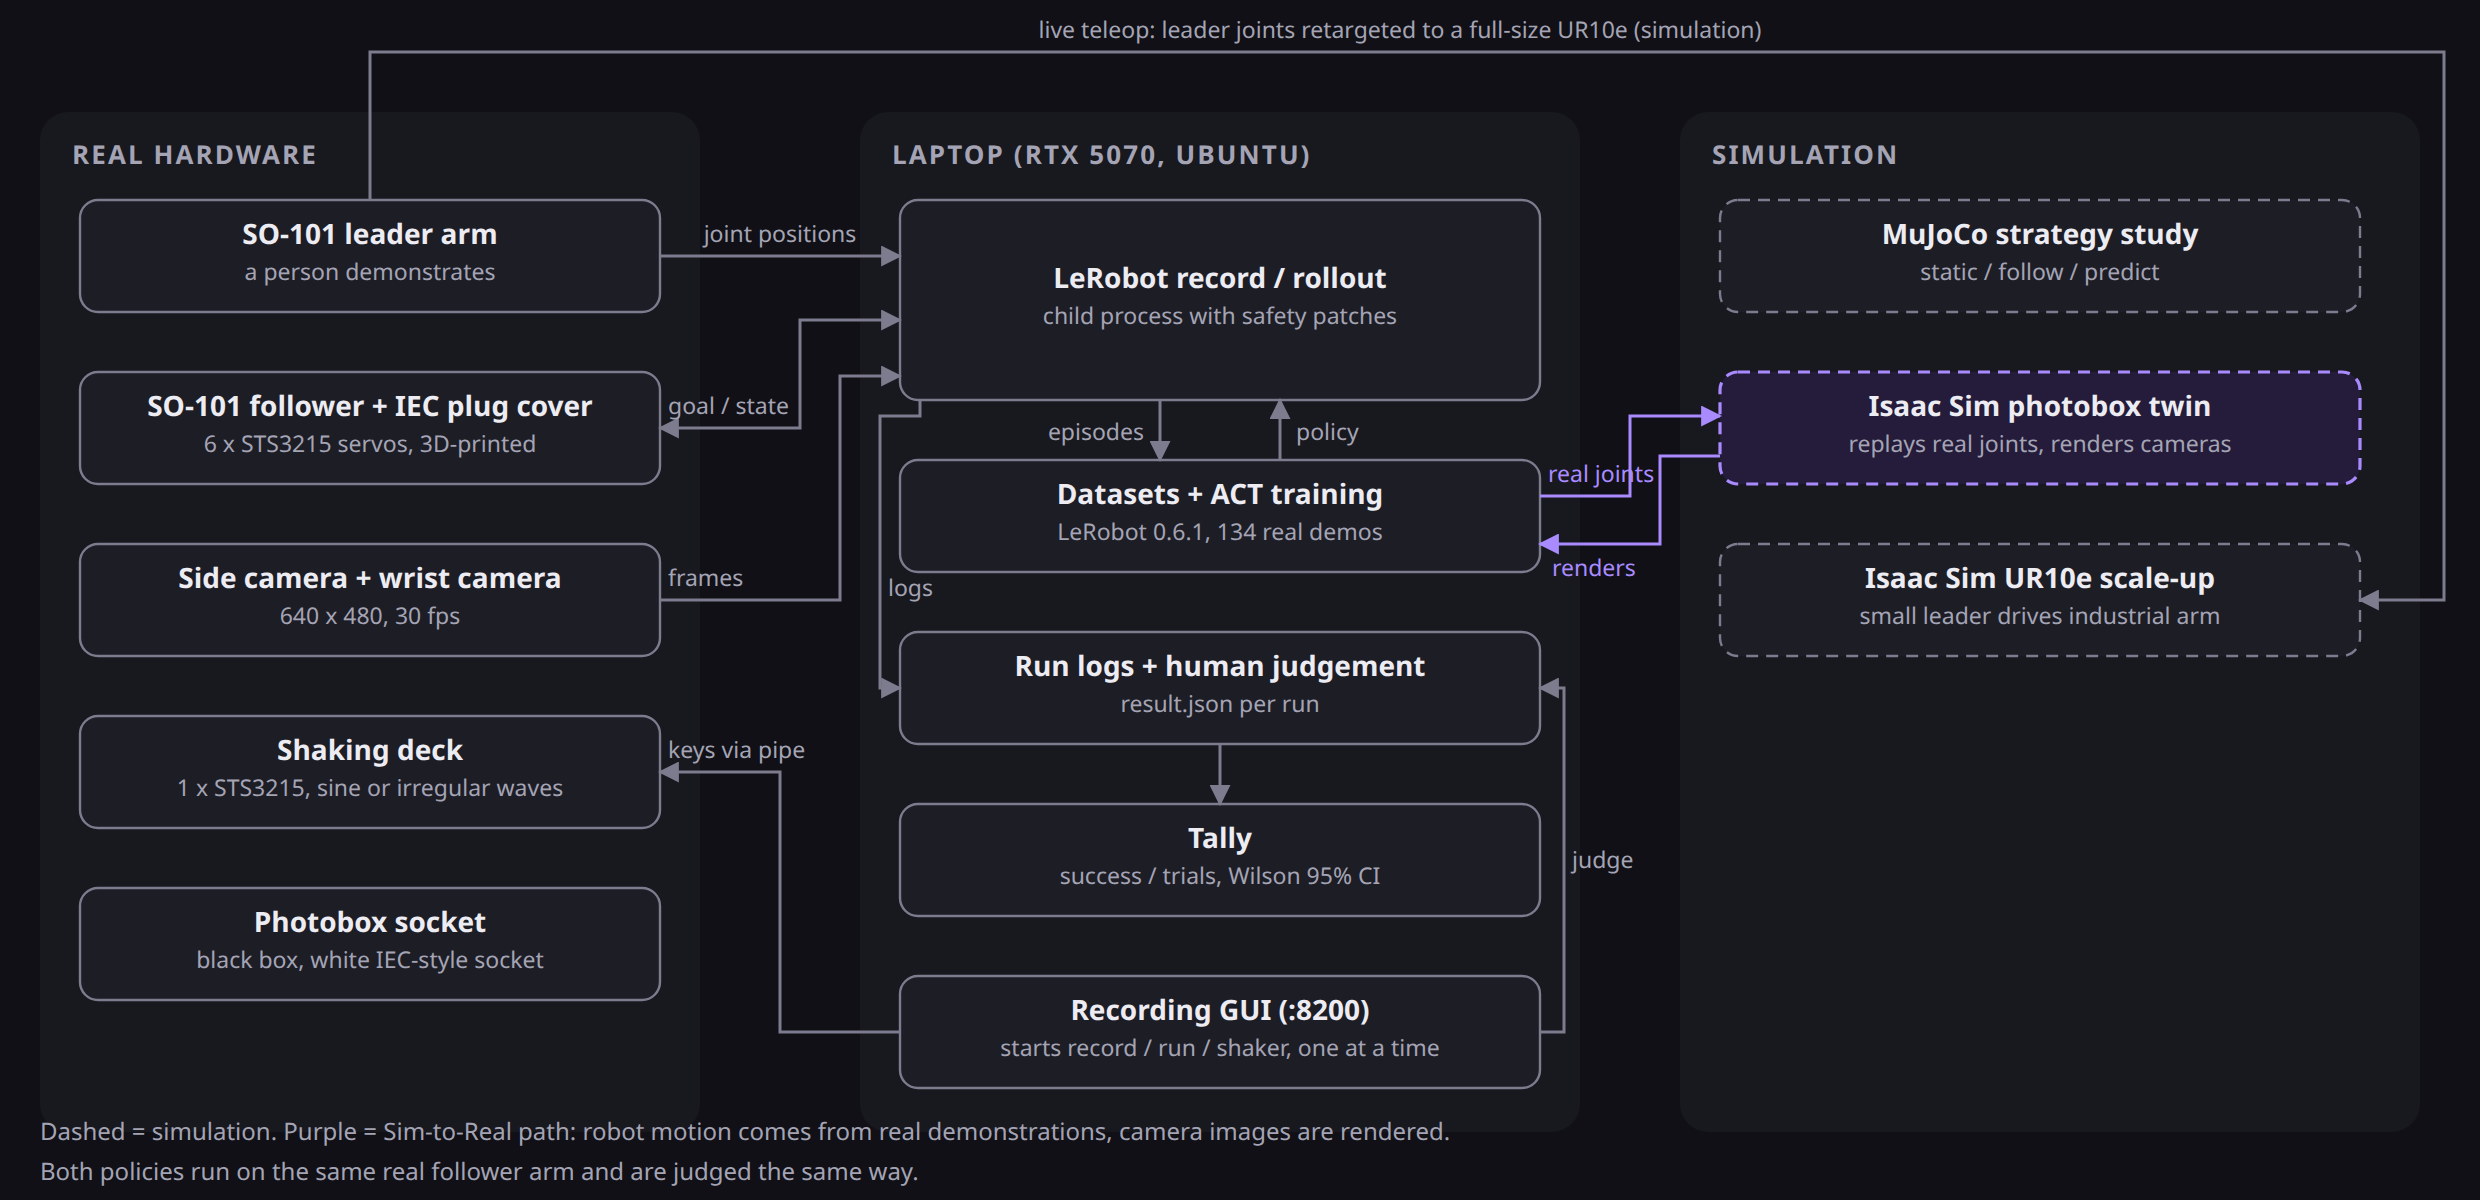 live teleop: leader joints retargeted to a full-size UR10e (simulation)
REAL HARDWARE
SO-101 leader arm
a person demonstrates
joint positions
SO-101 follower + IEC plug cover
6 x STS3215 servos, 3D-printed
goal / state
Side camera + wrist camera
640 x 480, 30 fps
frames
Shaking deck
1 x STS3215, sine or irregular waves
keys via pipe
Photobox socket
black box, white IEC-style socket
LAPTOP (RTX 5070, UBUNTU)
LeRobot record / rollout
child process with safety patches
episodes
policy
Datasets + ACT training
LeRobot 0.6.1, 134 real demos
real joints
renders
logs
Run logs + human judgement
result.json per run
Tally
success / trials, Wilson 95% CI
judge
Recording GUI (:8200)
starts record / run / shaker, one at a time
SIMULATION
MuJoCo strategy study
static / follow / predict
Isaac Sim photobox twin
replays real joints, renders cameras
Isaac Sim UR10e scale-up
small leader drives industrial arm
Dashed = simulation. Purple = Sim-to-Real path: robot motion comes from real demonstrations, camera images are rendered.
Both policies run on the same real follower arm and are judged the same way.